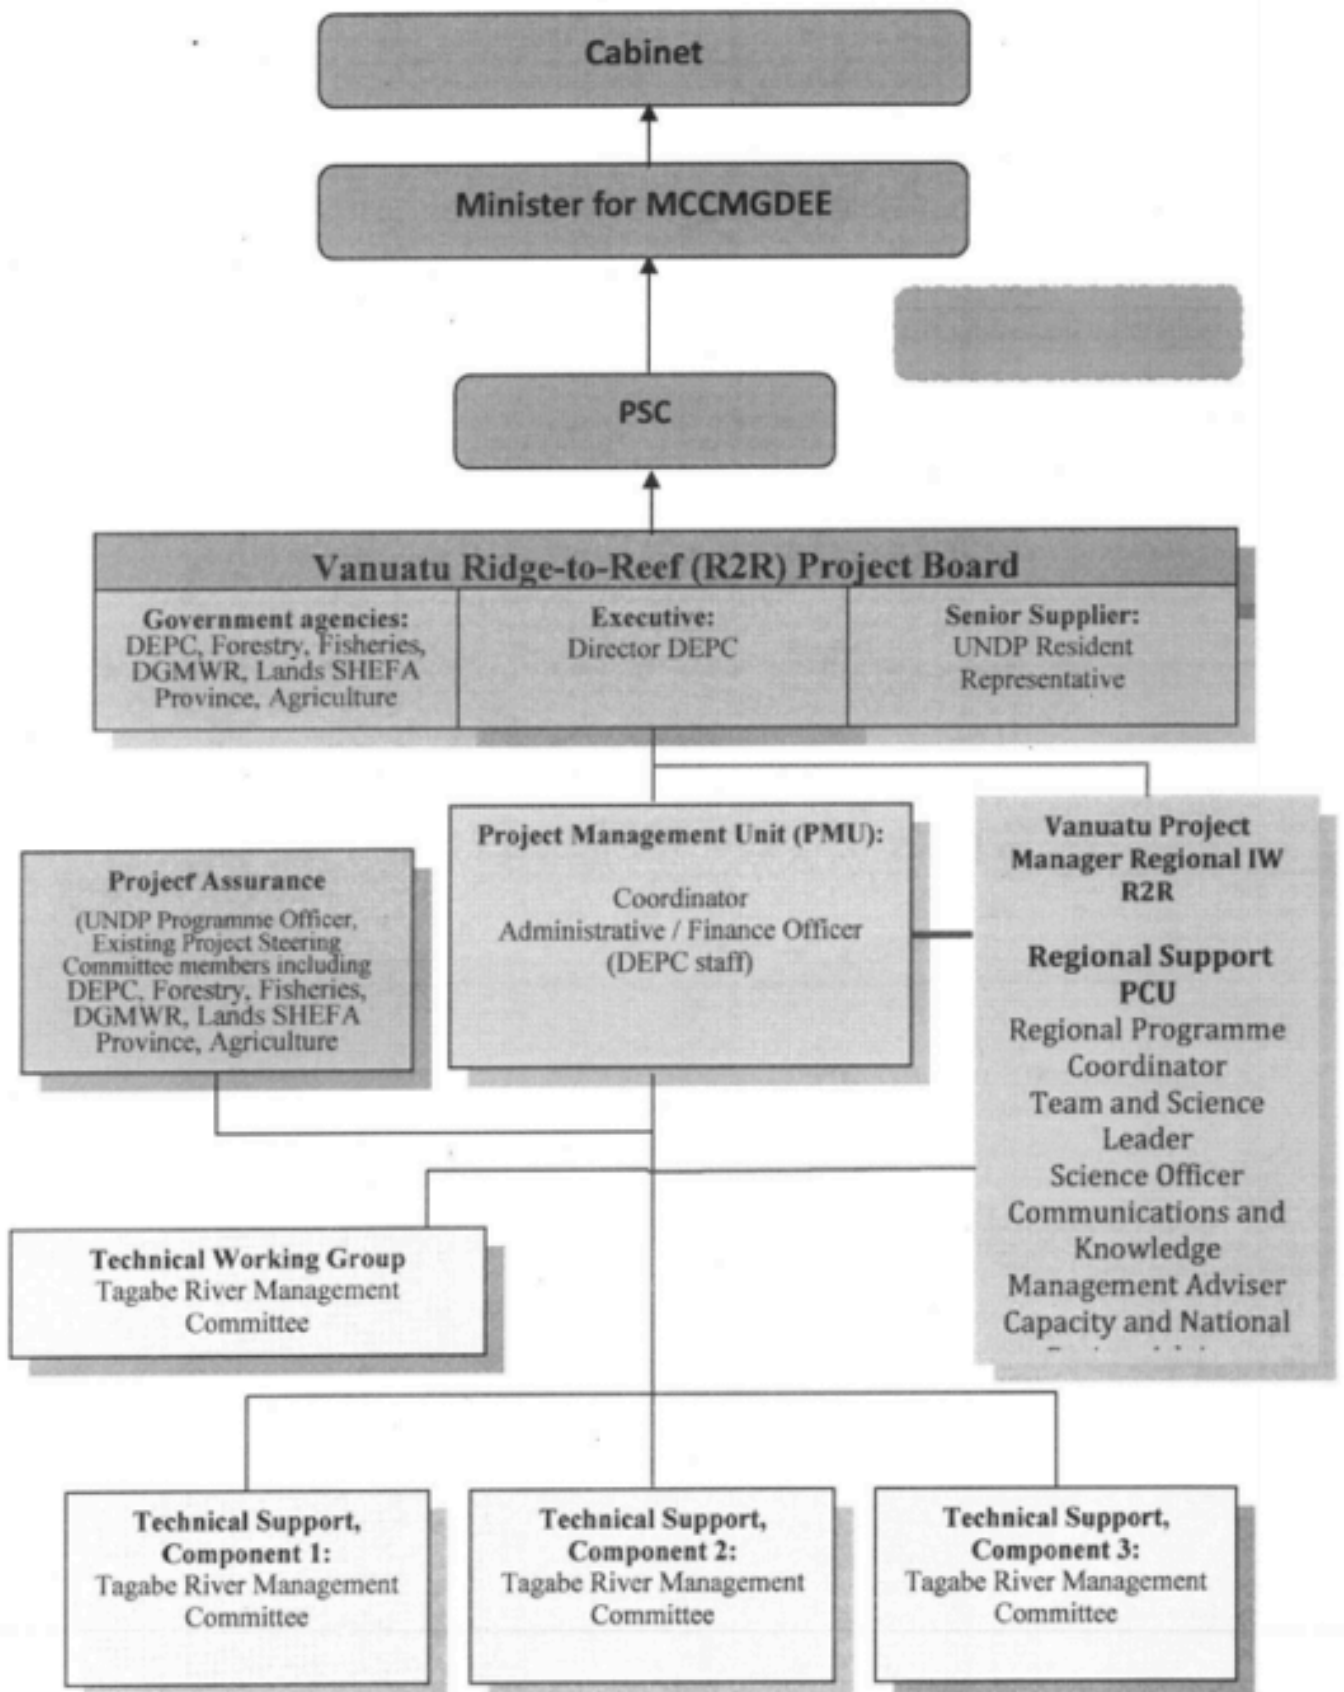 Cabinet
Minister for MCCMGDEE
PSC
Vanuatu Ridge-to-Reef (R2R) Project Board
Government agencies:
DEPC, Forestry, Fisheries,
DGMWR, Lands SHEFA
Province, Agriculture
Executive:
Director DEPC
Senior Supplier:
UNDP Resident
Representative
Project Assurance
(UNDP Programme Officer,
Existing Project Steering
Committee members including
DEPC, Forestry, Fisheries,
DGMWR, Lands SHEFA
Province, Agriculture
Project Management Unit (PMU):
Coordinator
Administrative / Finance Officer
(DEPC staff)
Vanuatu Project
Manager Regional IW
R2R
Regional Support
PCU
Regional Programme
Coordinator
Team and Science
Leader
Science Officer
Communications and
Knowledge
Management Adviser
Capacity and National
Technical Working Group
Tagabe River Management
Committee
Technical Support,
Component 1:
Tagabe River Management
Committee
Technical Support,
Component 2:
Tagabe River Management
Committee
Technical Support,
Component 3:
Tagabe River Management
Committee